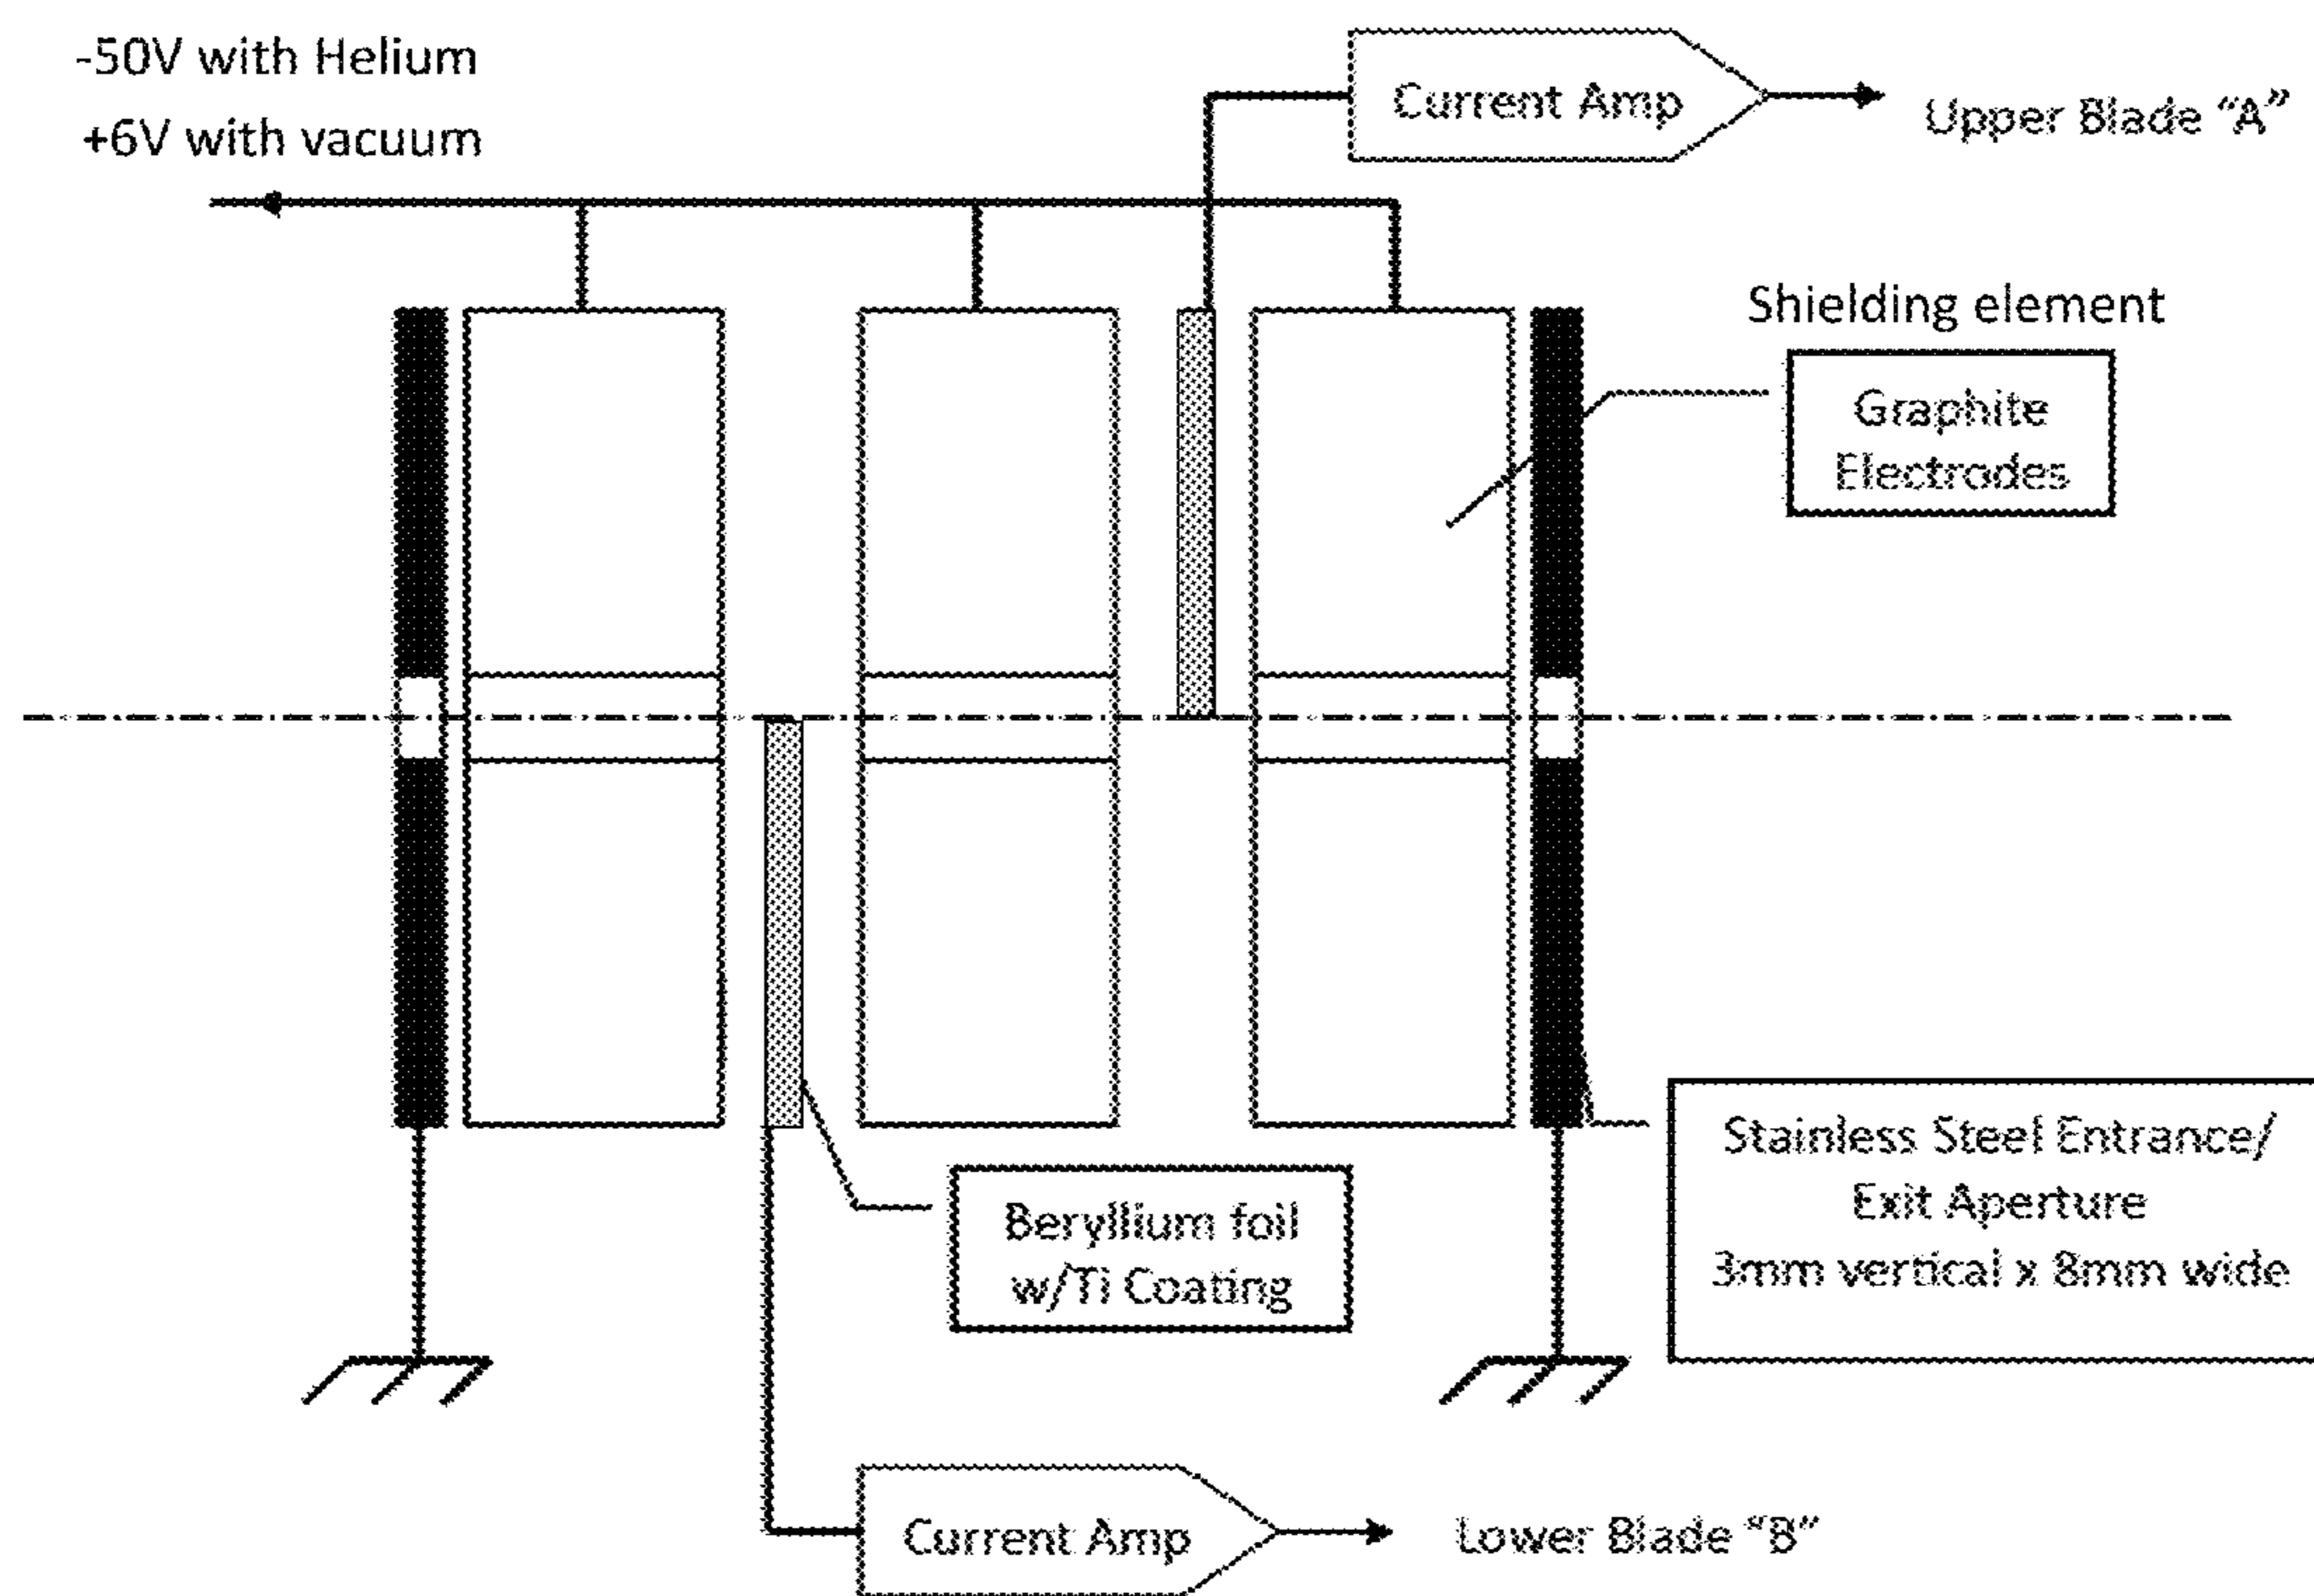 -50V with Helium
+6V with vacuum
Current Amp
Upper Blade “A”
Shielding element
Graphite
Electrodes
Stainless Steel Entrance/
Exit Aperture
3mm vertical x 8mm wide
Beryllium foil
w/Ti Coating
Current Amp
Lower Blade “B”